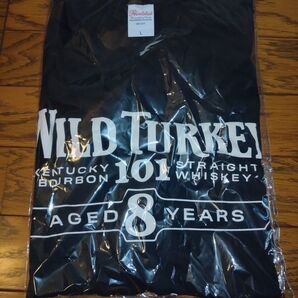 L
WILD TURKEY
KENTUCKY 101 STRAIGHT
BOURBON WHISKEY
AGED 8 YEARS